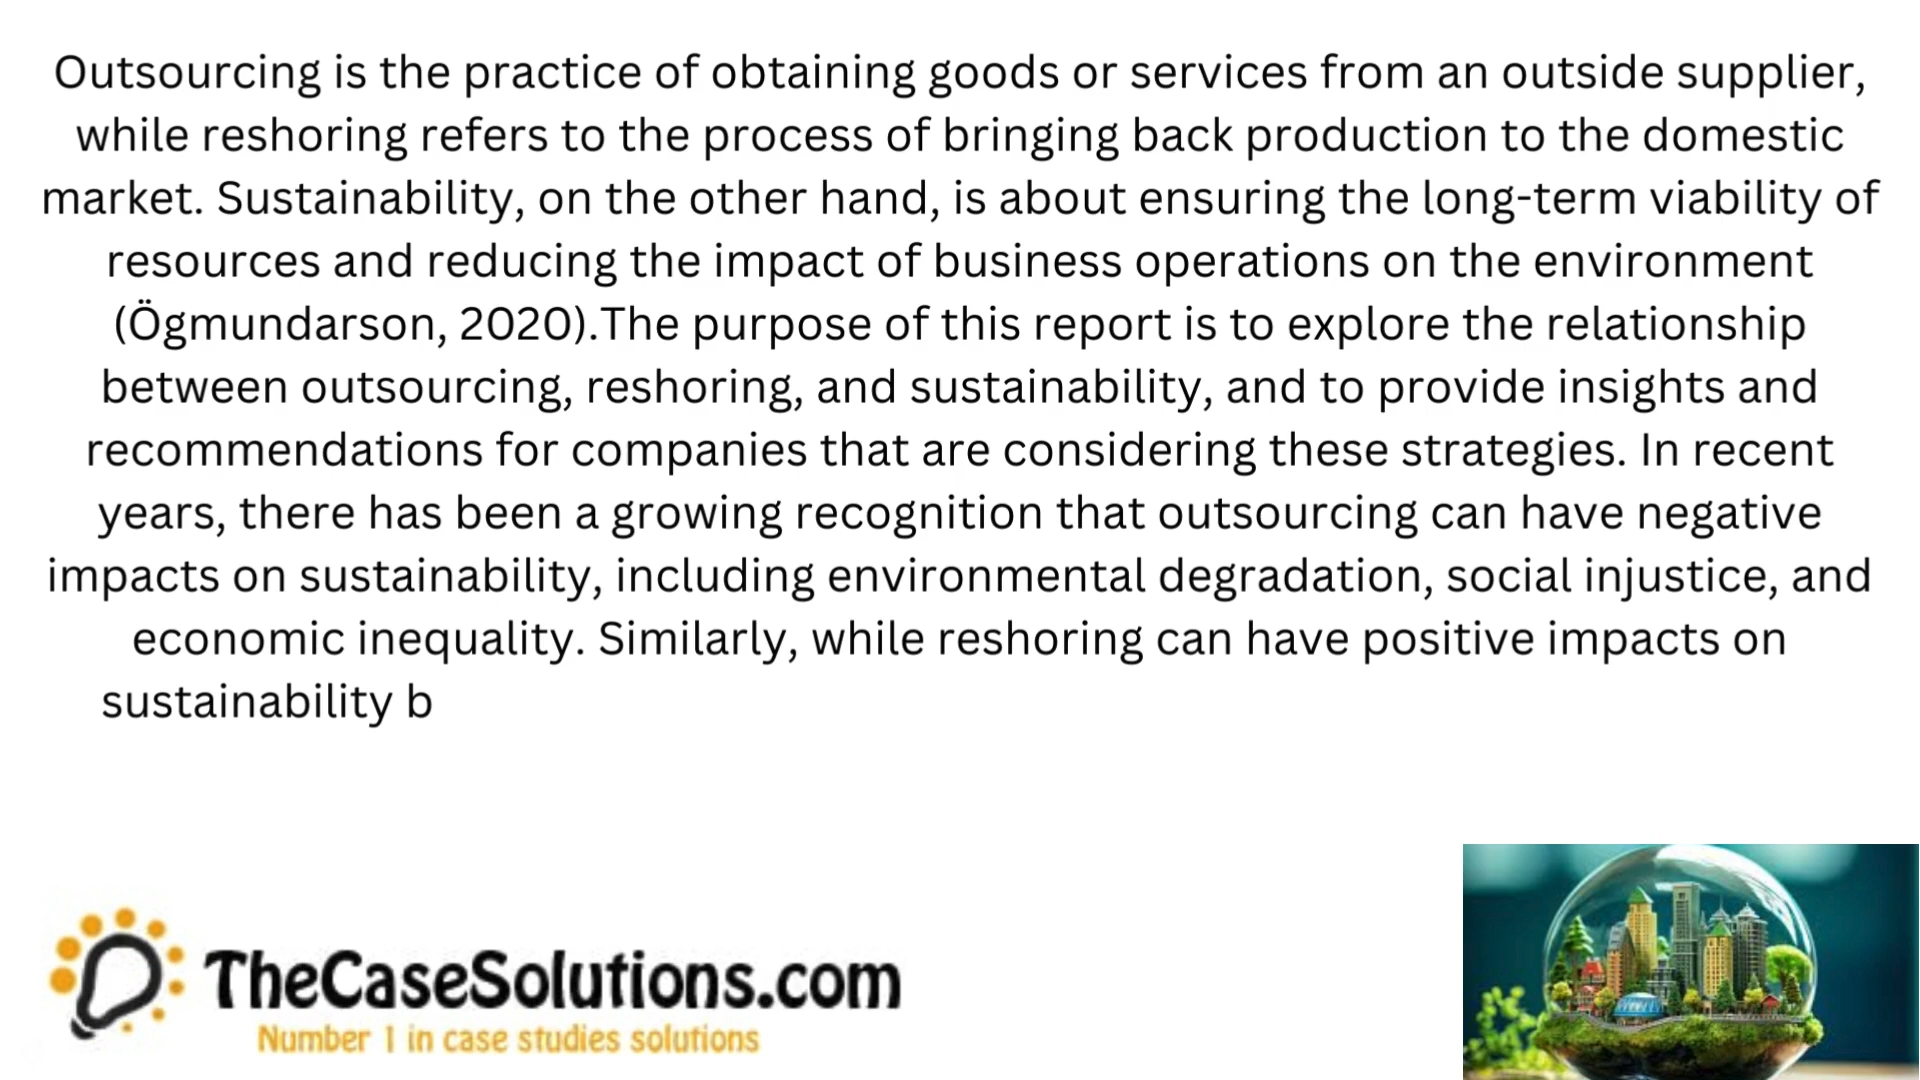 Outsourcing is the practice of obtaining goods or services from an outside supplier,
while reshoring refers to the process of bringing back production to the domestic
market. Sustainability, on the other hand, is about ensuring the long-term viability of
resources and reducing the impact of business operations on the environment
(Ögmundarson, 2020).The purpose of this report is to explore the relationship
between outsourcing, reshoring, and sustainability, and to provide insights and
recommendations for companies that are considering these strategies. In recent
years, there has been a growing recognition that outsourcing can have negative
impacts on sustainability, including environmental degradation, social injustice, and
economic inequality. Similarly, while reshoring can have positive impacts on
sustainability b
TheCaseSolutions.com
Number 1 in case studies solutions